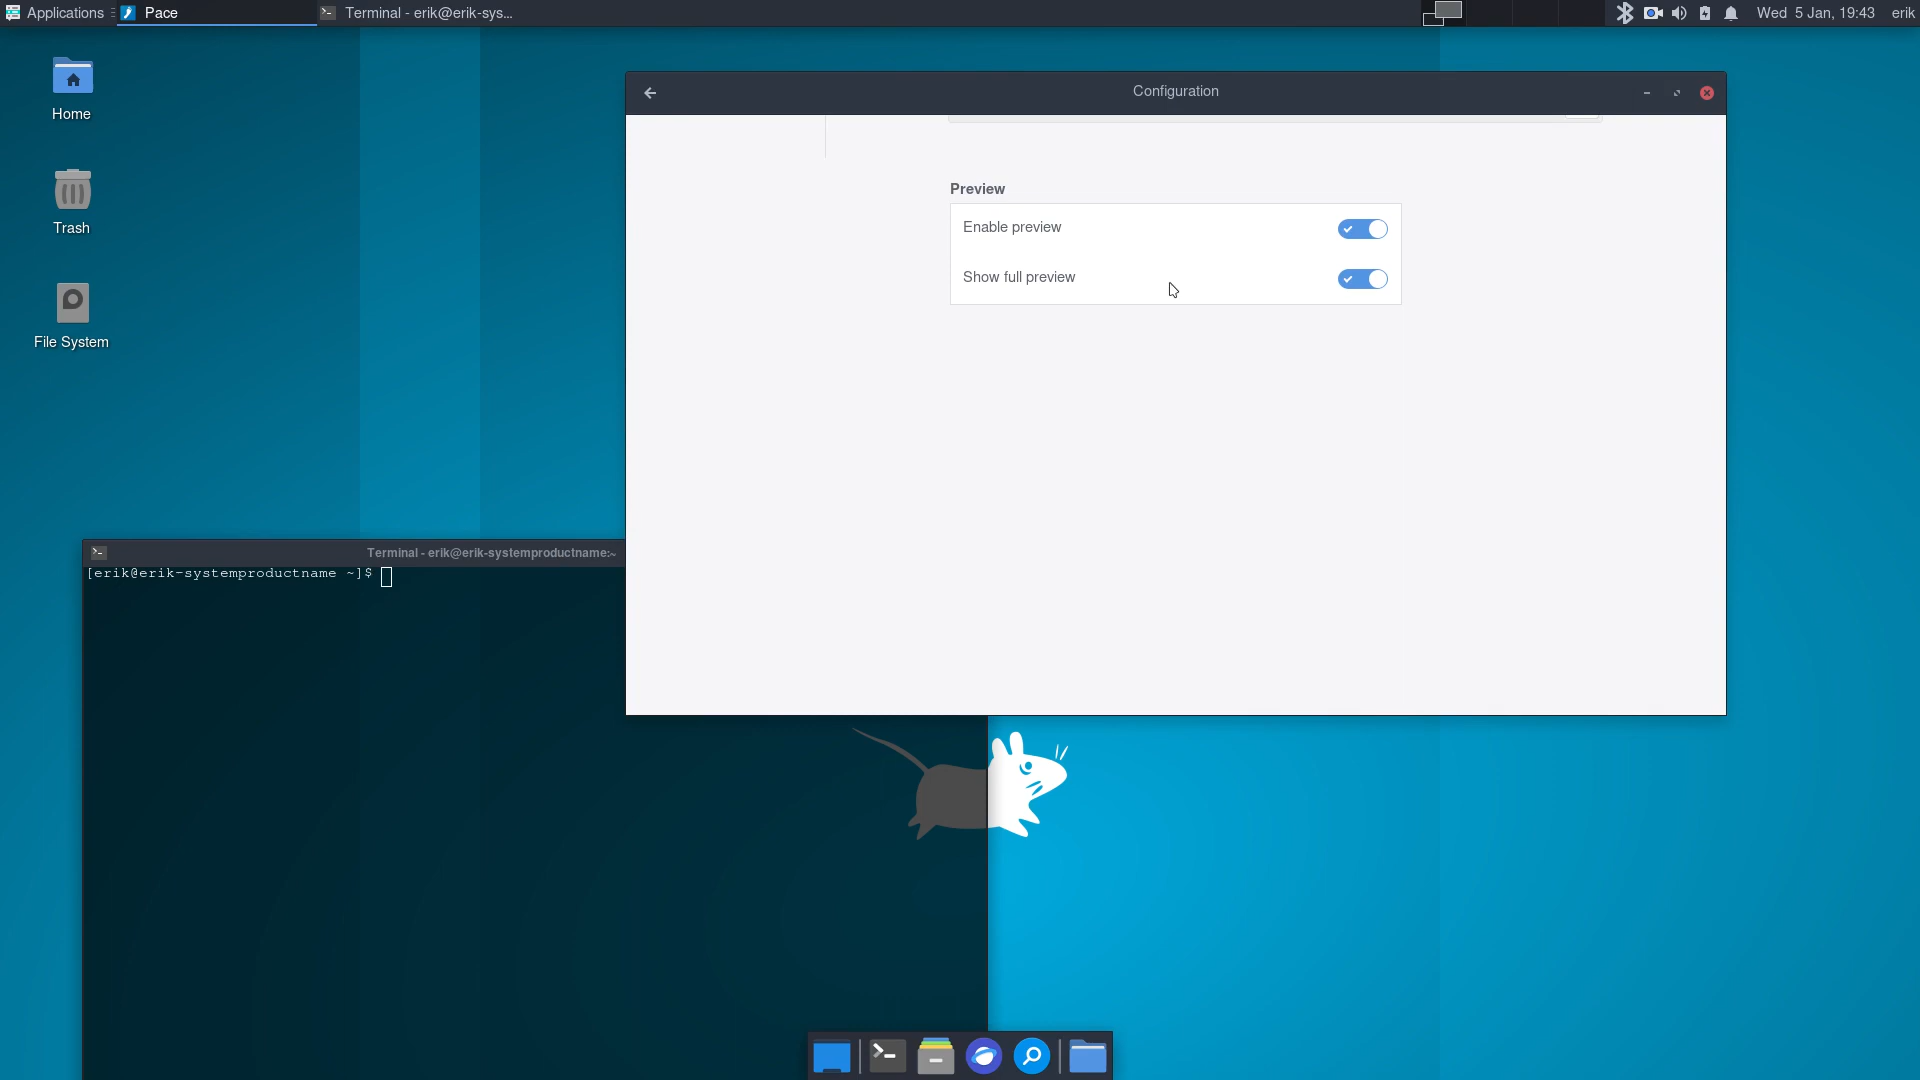 Applications
Pace
Terminal - erik@erik-sys...
Wed 5 Jan, 19:43
erik
Home
Trash
File System
Configuration
Preview
Enable preview
Show full preview
Terminal - erik@erik-systemproductname:~
[erik@erik-systemproductname ~]$